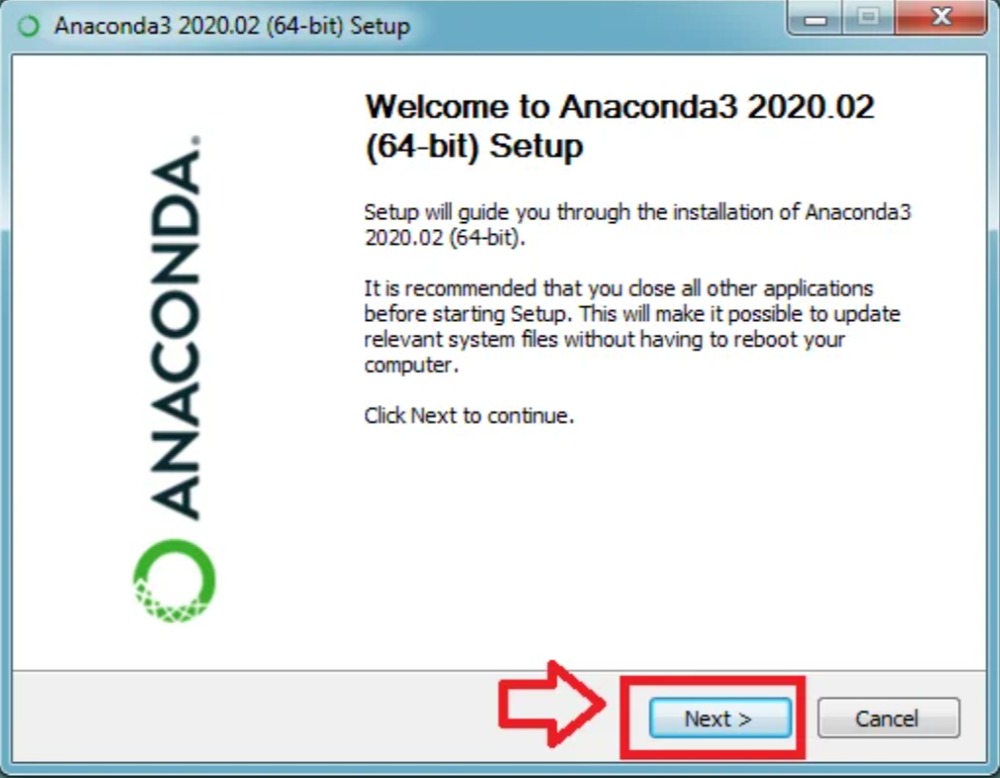 Anaconda3 2020.02 (64-bit) Setup
Welcome to Anaconda3 2020.02
(64-bit) Setup
Setup will guide you through the installation of Anaconda3
2020.02 (64-bit).
It is recommended that you close all other applications
before starting Setup. This will make it possible to update
relevant system files without having to reboot your
computer.
Click Next to continue.
ANACONDA.
Next >
Cancel